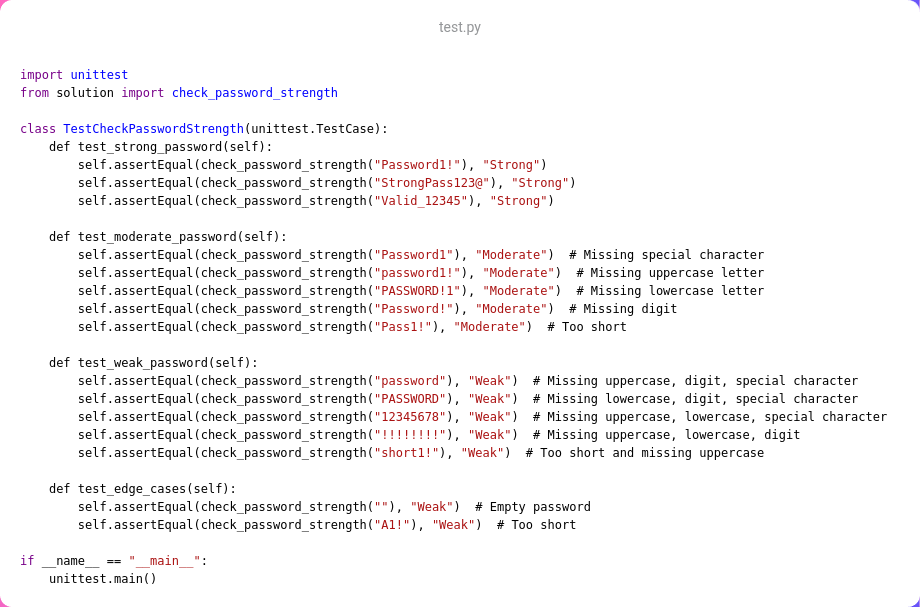 test.py
import unittest
from solution import check_password_strength
class TestCheckPasswordStrength(unittest.TestCase):
    def test_strong_password(self):
        self.assertEqual(check_password_strength("Password1!"), "Strong")
        self.assertEqual(check_password_strength("StrongPass123@"), "Strong")
        self.assertEqual(check_password_strength("Valid_12345"), "Strong")
    def test_moderate_password(self):
        self.assertEqual(check_password_strength("Password1"), "Moderate")  # Missing special character
        self.assertEqual(check_password_strength("password1!"), "Moderate")  # Missing uppercase letter
        self.assertEqual(check_password_strength("PASSWORD!1"), "Moderate")  # Missing lowercase letter
        self.assertEqual(check_password_strength("Password!"), "Moderate")  # Missing digit
        self.assertEqual(check_password_strength("Pass1!"), "Moderate")  # Too short
    def test_weak_password(self):
        self.assertEqual(check_password_strength("password"), "Weak")  # Missing uppercase, digit, special character
        self.assertEqual(check_password_strength("PASSWORD"), "Weak")  # Missing lowercase, digit, special character
        self.assertEqual(check_password_strength("12345678"), "Weak")  # Missing uppercase, lowercase, special character
        self.assertEqual(check_password_strength("!!!!!!!!"), "Weak")  # Missing uppercase, lowercase, digit
        self.assertEqual(check_password_strength("short1!"), "Weak")  # Too short and missing uppercase
    def test_edge_cases(self):
        self.assertEqual(check_password_strength(""), "Weak")  # Empty password
        self.assertEqual(check_password_strength("A1!"), "Weak")  # Too short
if __name__ == "__main__":
    unittest.main()